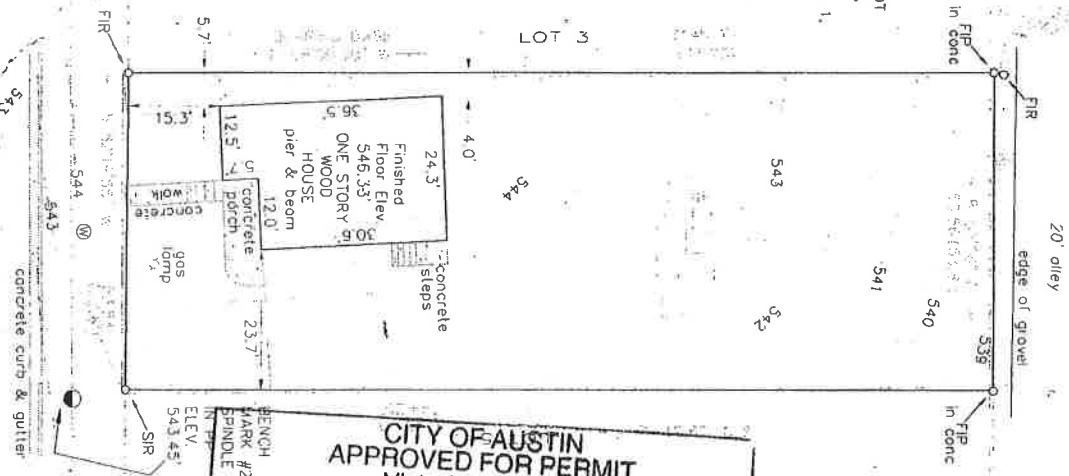 LOT 3
5.7'
FIR
FIP
in conc
FIR
20' alley
edge of gravel
15.3'
4.0'
36.5'
12.5'
24.3'
Finished
Floor Elev.
546.33'
ONE STORY
WOOD
HOUSE
pier & beam
12.0'
30.6'
concrete
porch
concrete
walk
concrete
steps
gas
lamp
23.7'
544
543
541
542
540
539
544
543
W
concrete curb & gutter
SIR
FIP
in conc
BENCH
MARK #2
SPINDLE
IN PP
ELEV.
543.45'
CITY OF AUSTIN
APPROVED FOR PERMIT